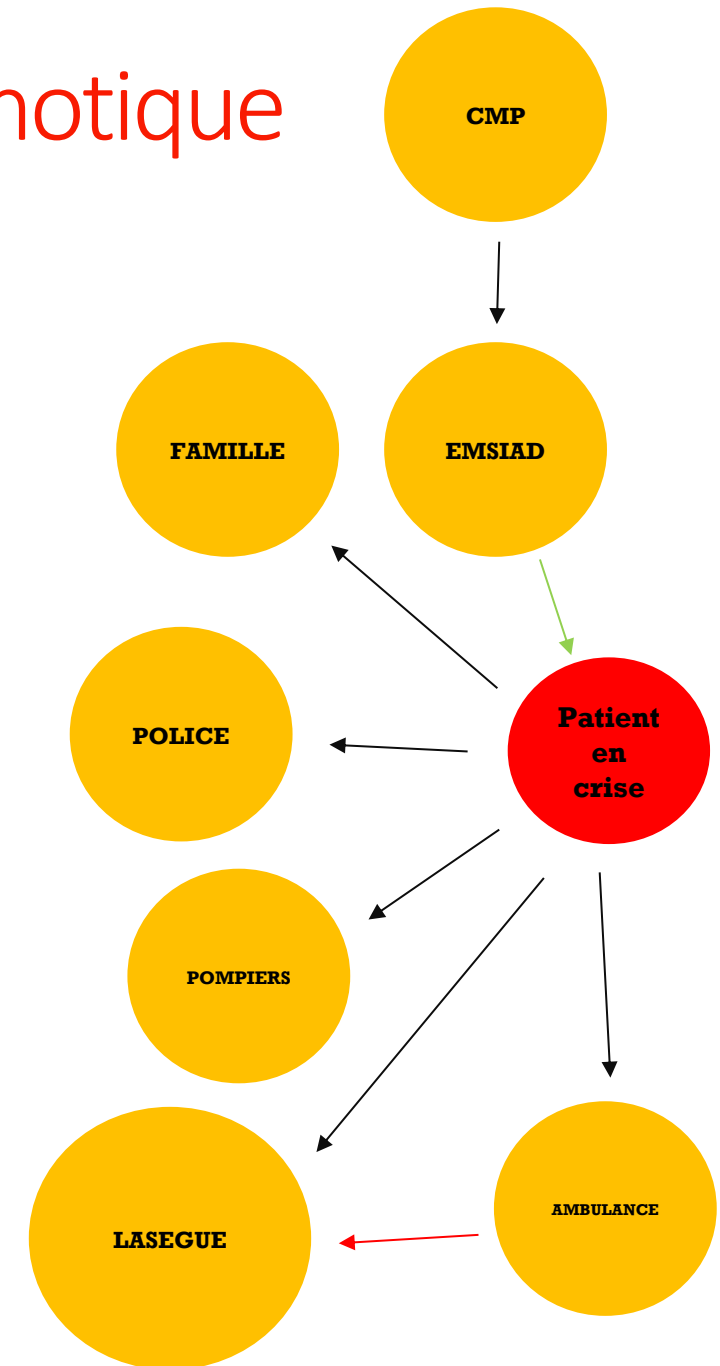 notique
CMP
FAMILLE
EMSIAD
Patient
en
crise
POLICE
POMPIERS
AMBULANCE
LASEGUE